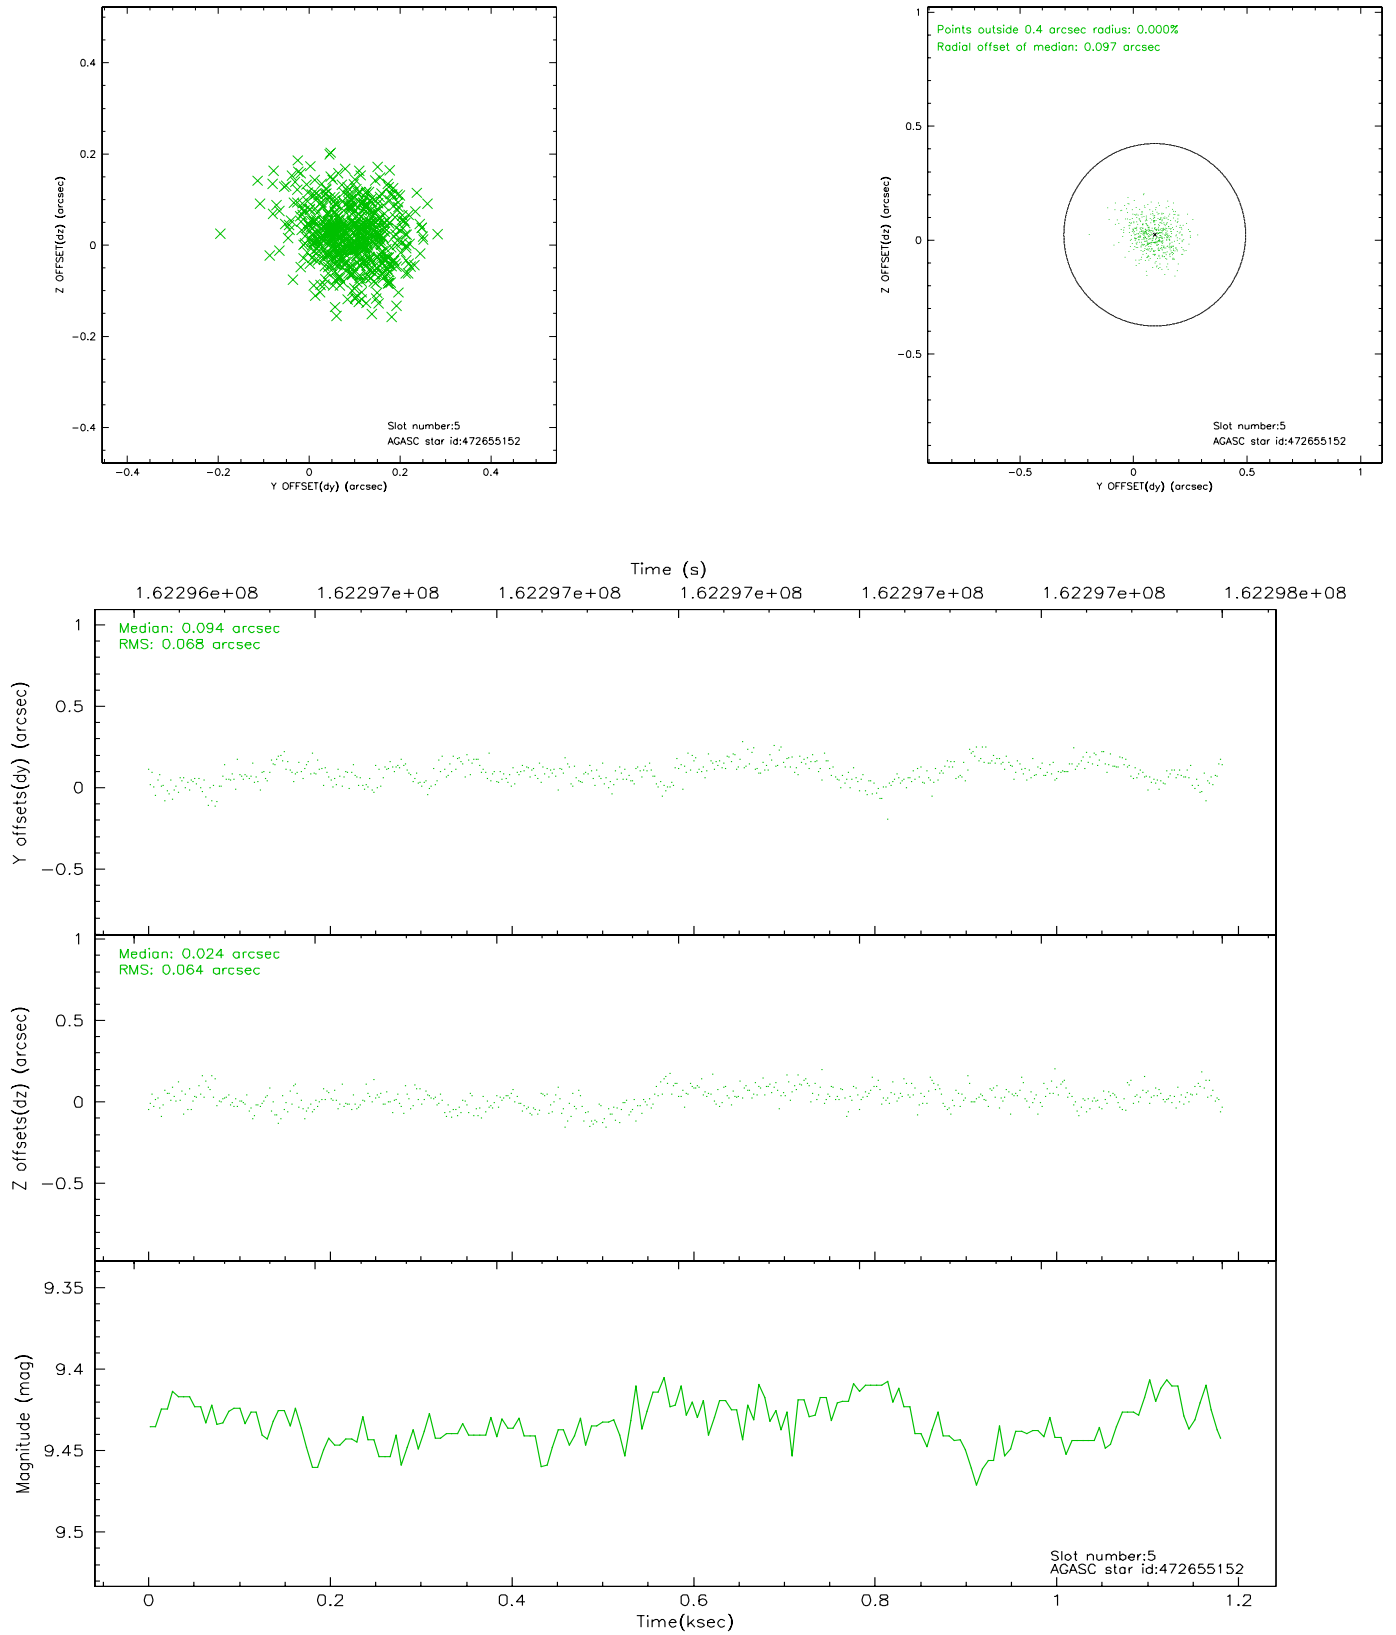 0.4
0.2
0
-0.2
-0.4
Z OFFSET(dz) (arcsec)
Slot number:5
AGASC star id:472655152
-0.4 -0.2 0 0.2 0.4
Y OFFSET(dy) (arcsec)
Points outside 0.4 arcsec radius: 0.000%
Radial offset of median: 0.097 arcsec
1
0.5
0
-0.5
Z OFFSET(dz) (arcsec)
Slot number:5
AGASC star id:472655152
-0.5 0 0.5 1
Y OFFSET(dy) (arcsec)
Time (s)
1.62296e+08 1.62297e+08 1.62297e+08 1.62297e+08 1.62297e+08 1.62297e+08 1.62298e+08
Median: 0.094 arcsec
RMS: 0.068 arcsec
1
0.5
0
-0.5
Y offsets(dy) (arcsec)
Median: 0.024 arcsec
RMS: 0.064 arcsec
1
0.5
0
-0.5
Z offsets(dz) (arcsec)
9.35
9.4
9.45
9.5
Magnitude (mag)
Slot number:5
AGASC star id:472655152
0 0.2 0.4 0.6 0.8 1 1.2
Time(ksec)